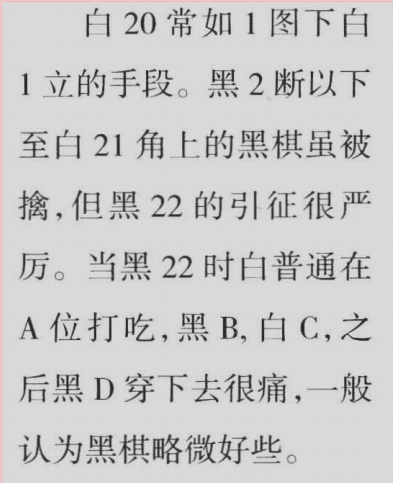 白 20 常如 1 图下白
1 立的手段。黑 2 断以下
至白 21 角上的黑棋虽被
擒,但黑 22 的引征很严
厉。当黑 22 时白普通在
A 位打吃,黑 B, 白 C,之
后黑 D 穿下去很痛,一般
认为黑棋略微好些。